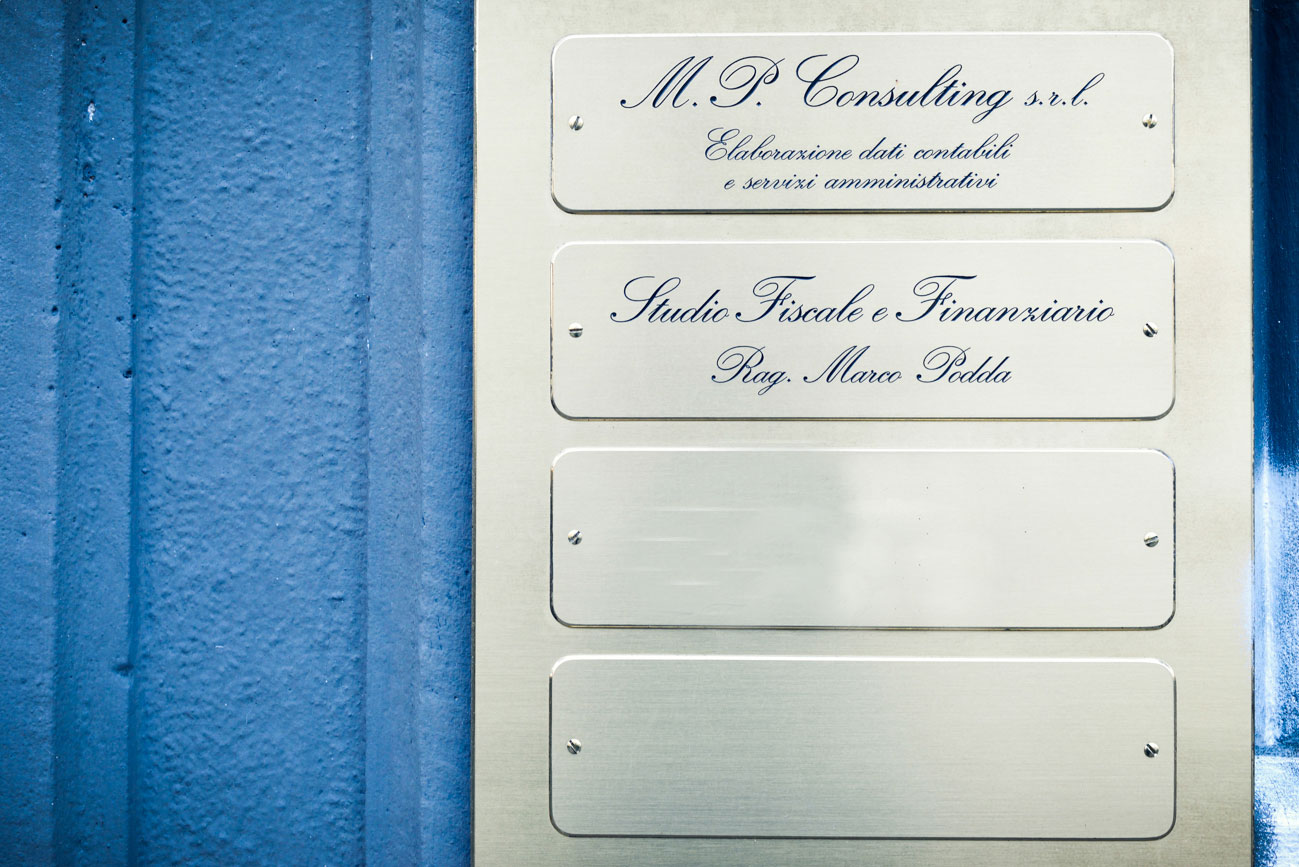 M. P. Consulting s.r.l.
Elaborazione dati contabili
e servizi amministrativi
Studio Fiscale e Finanziario
Rag. Marco Podda